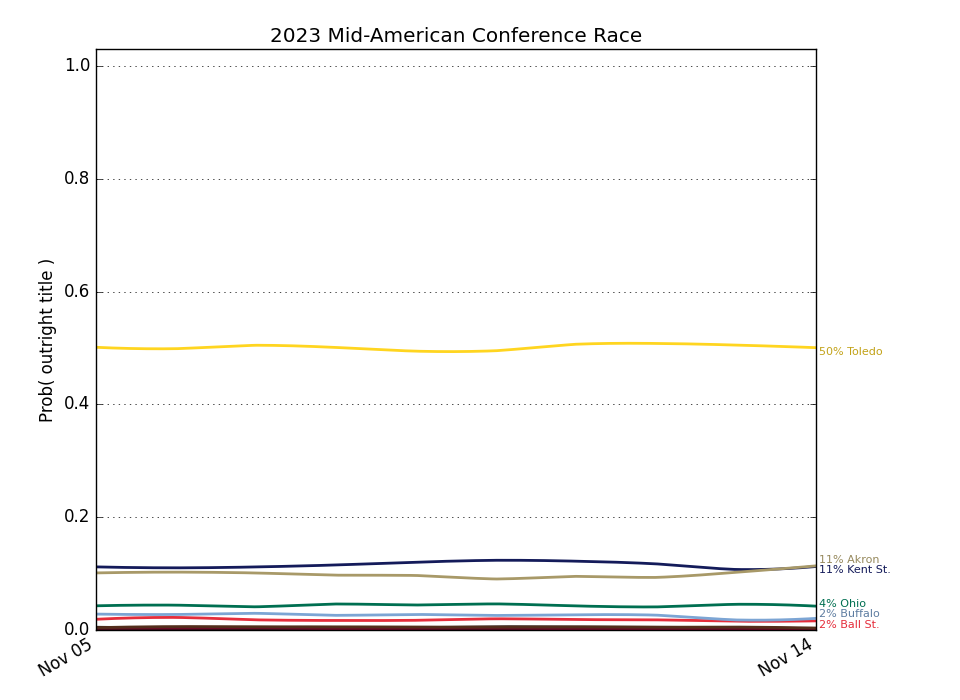 2023 Mid-American Conference Race
Prob( outright title )
1.0
0.8
0.6
0.4
0.2
0.0
50% Toledo
11% Akron
11% Kent St.
4% Ohio
2% Buffalo
2% Ball St.
Nov 05
Nov 14